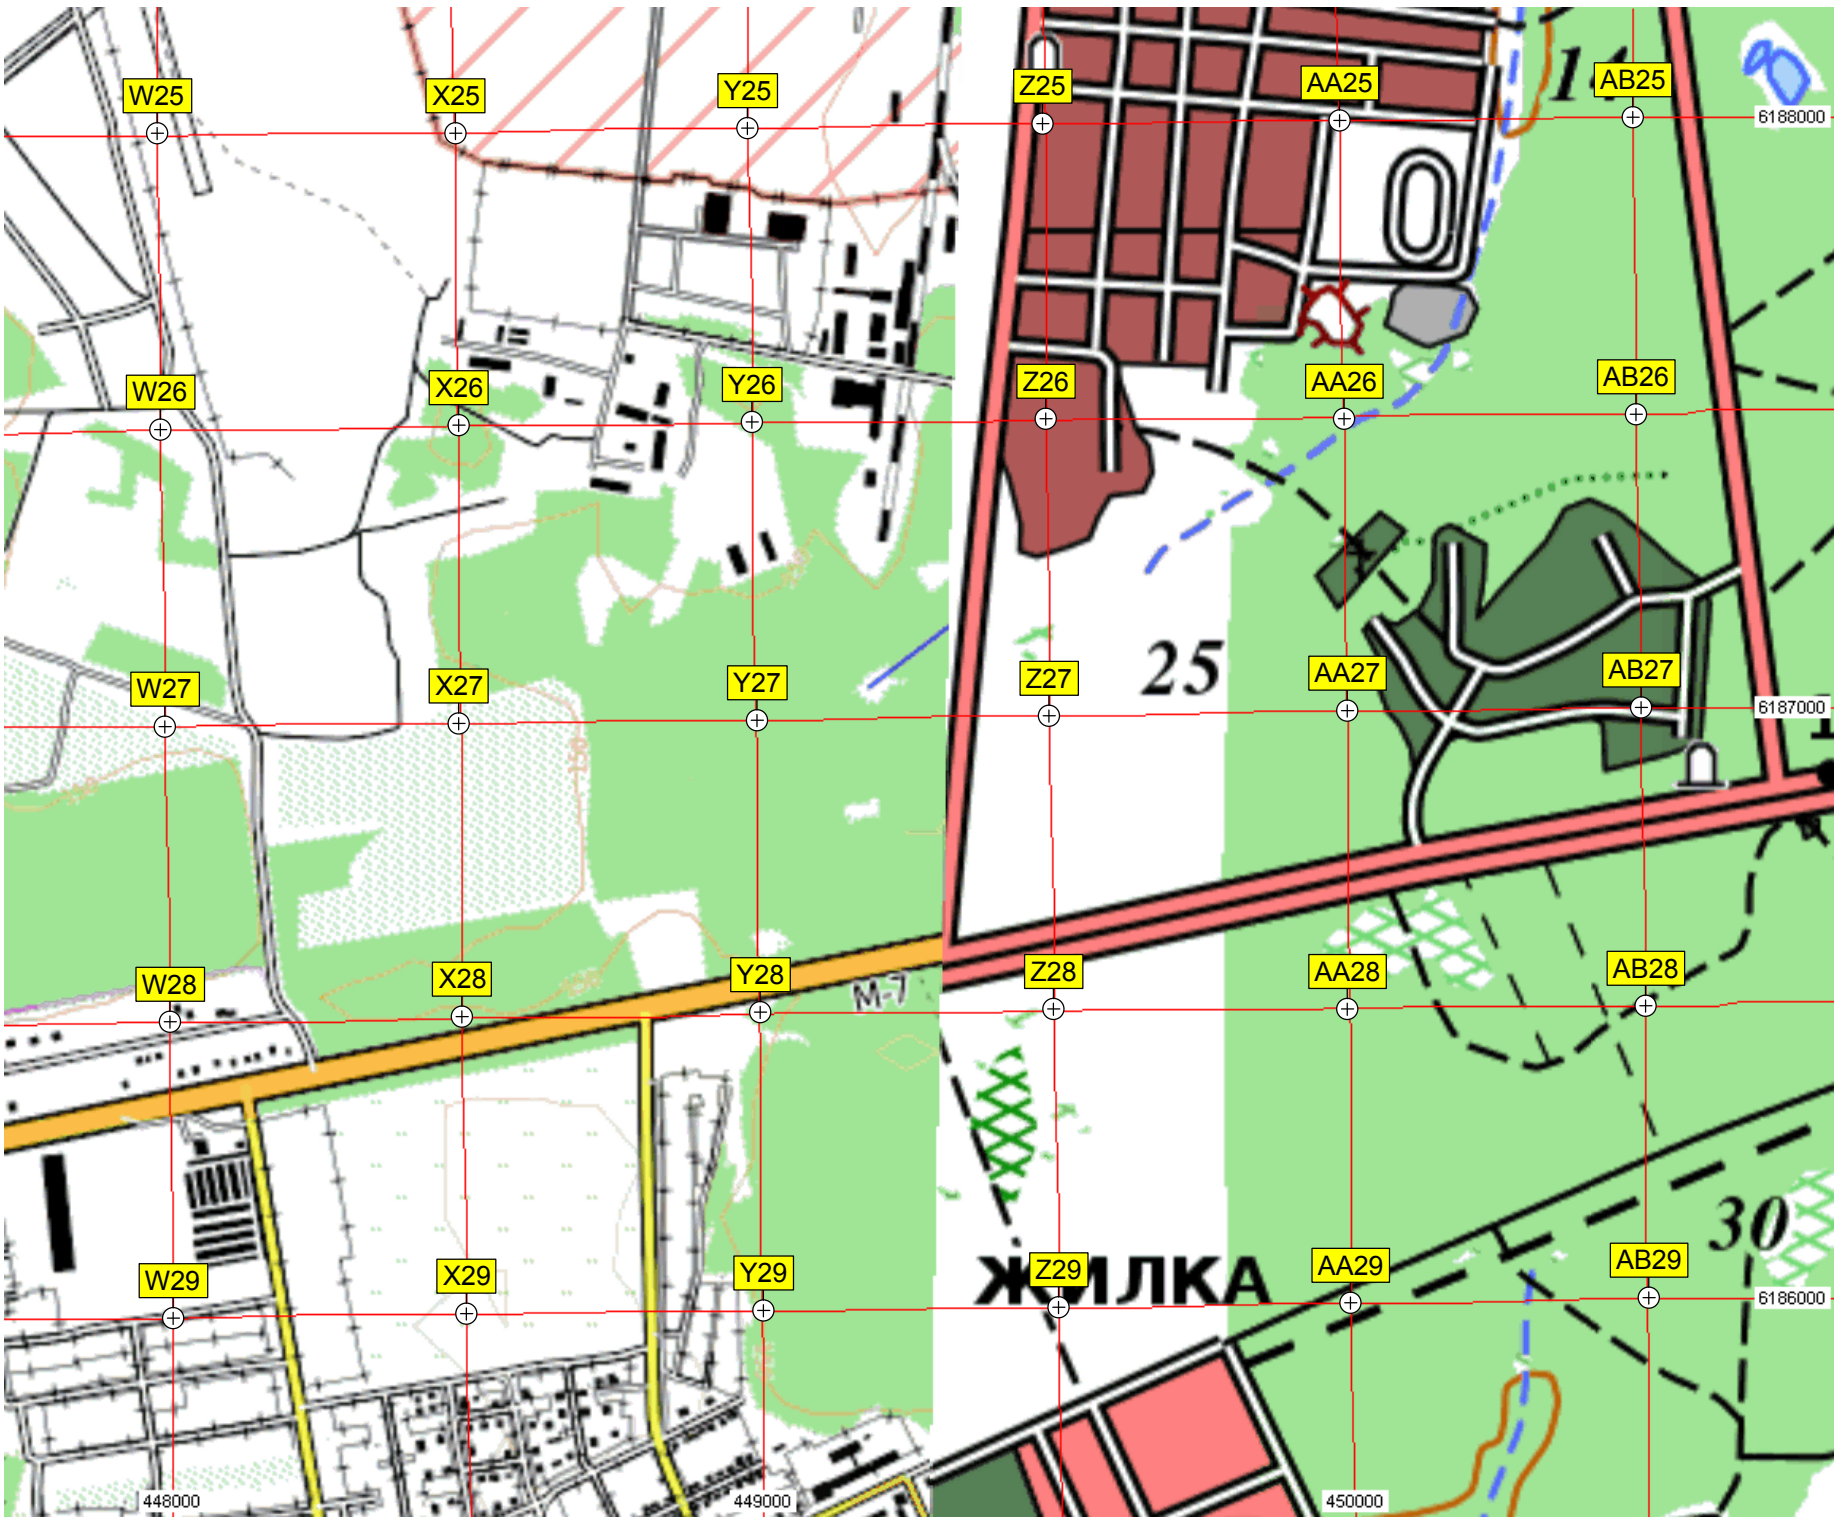 14
W25 X25 Y25 Z25 AA25 AB25
6188000
W26 X26 Y26 Z26 AA26 AB26
25
W27 X27 Y27 Z27 AA27 AB27
6187000
W28 X28 Y28 Z28 AA28 AB28
М-7
30
ЖИЛКА
W29 X29 Y29 Z29 AA29 AB29
6186000
448000 449000 450000